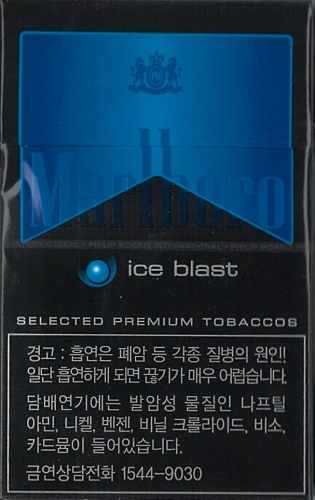 Marlboro
INTERNATIONAL • PHILIP MORRIS INTERNATIONAL • PHILIP MORRIS
ice blast
SELECTED PREMIUM TOBACCOS
경고 : 흡연은 폐암 등 각종 질병의 원인!
일단 흡연하게 되면 끊기가 매우 어렵습니다.
담배연기에는 발암성 물질인 나프틸
아민, 니켈, 벤젠, 비닐 크롤라이드, 비소,
카드뮴이 들어있습니다.
금연상담전화 1544-9030